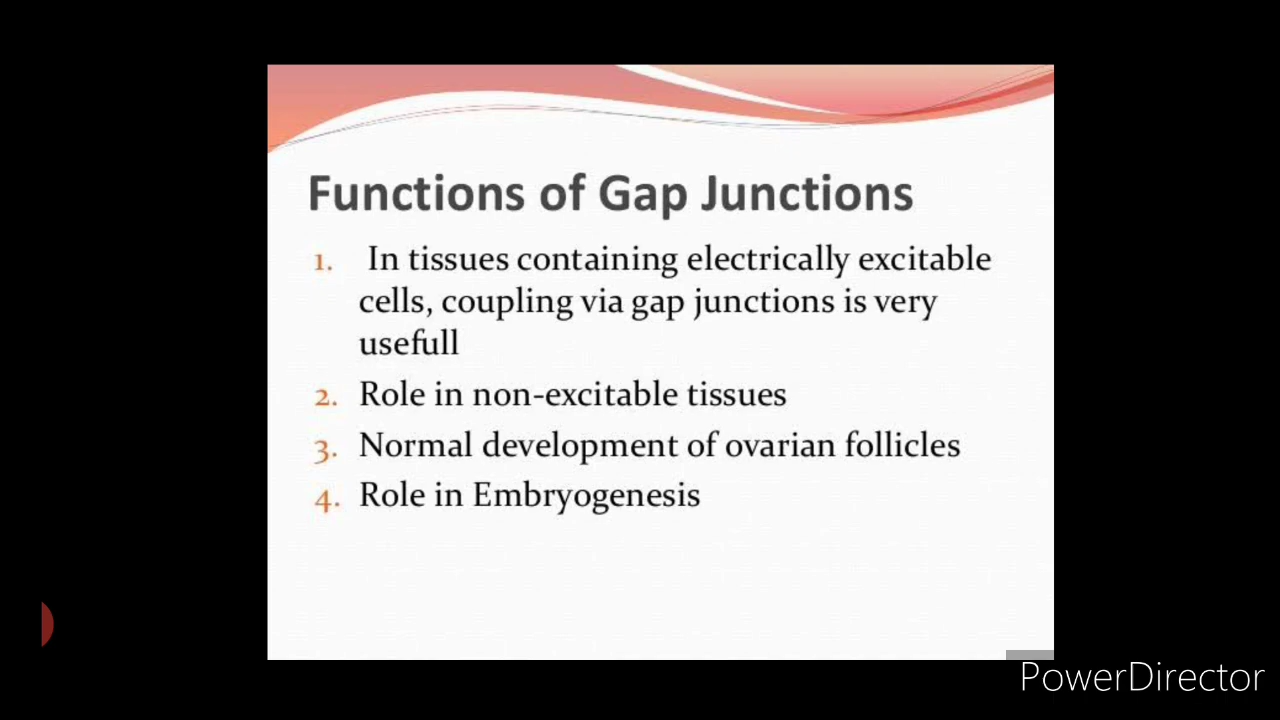 Functions of Gap Junctions
1. In tissues containing electrically excitable
cells, coupling via gap junctions is very
usefull
2. Role in non-excitable tissues
3. Normal development of ovarian follicles
4. Role in Embryogenesis
PowerDirector